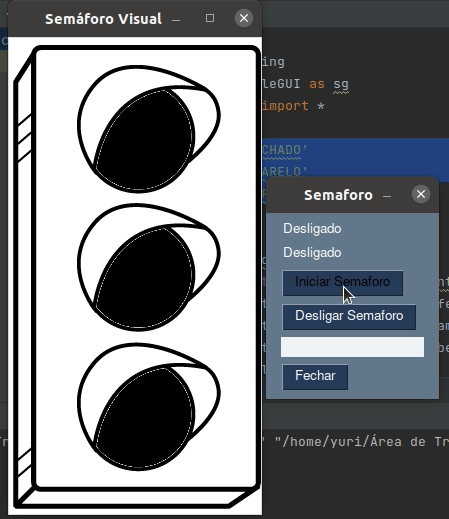 Semáforo Visual
ing
leGUI as sg
import *
CHADO'
ARELO'
Semaforo
Desligado
Desligado
Iniciar Semaforo
Desligar Semaforo
Fechar
"/home/yuri/Área de Tr